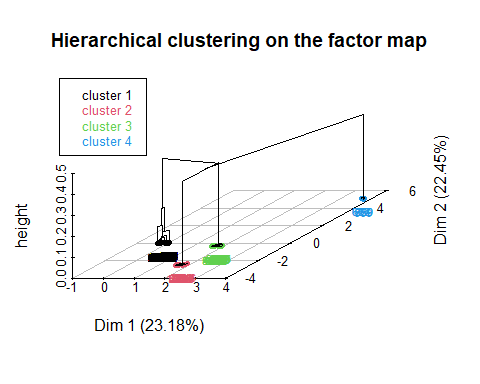 Hierarchical clustering on the factor map
cluster 1
cluster 2
cluster 3
cluster 4
height
0.0 0.1 0.2 0.3 0.4 0.5
-1 0 1 2 3 4
Dim 1 (23.18%)
-4 -2 0 2 4 6
Dim 2 (22.45%)